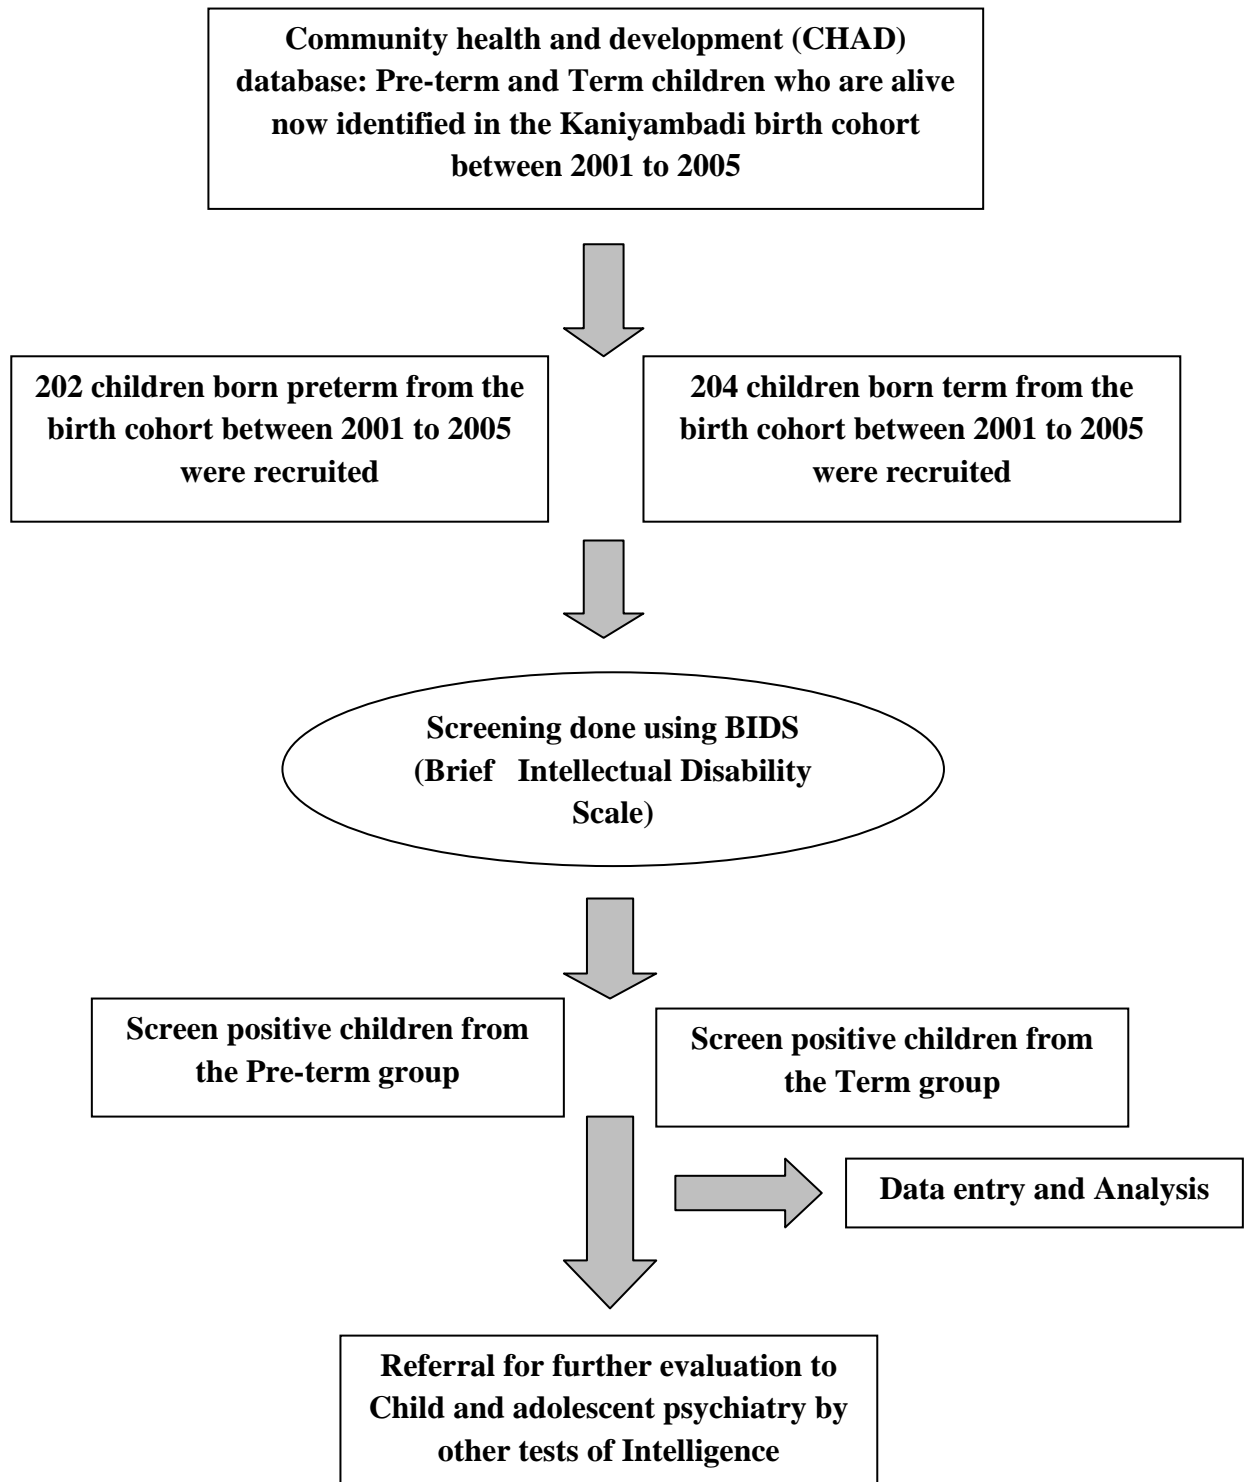 Community health and development (CHAD)
database: Pre-term and Term children who are alive
now identified in the Kaniyambadi birth cohort
between 2001 to 2005
202 children born preterm from the
birth cohort between 2001 to 2005
were recruited
204 children born term from the
birth cohort between 2001 to 2005
were recruited
Screening done using BIDS
(Brief Intellectual Disability
Scale)
Screen positive children from
the Pre-term group
Screen positive children from
the Term group
Data entry and Analysis
Referral for further evaluation to
Child and adolescent psychiatry by
other tests of Intelligence